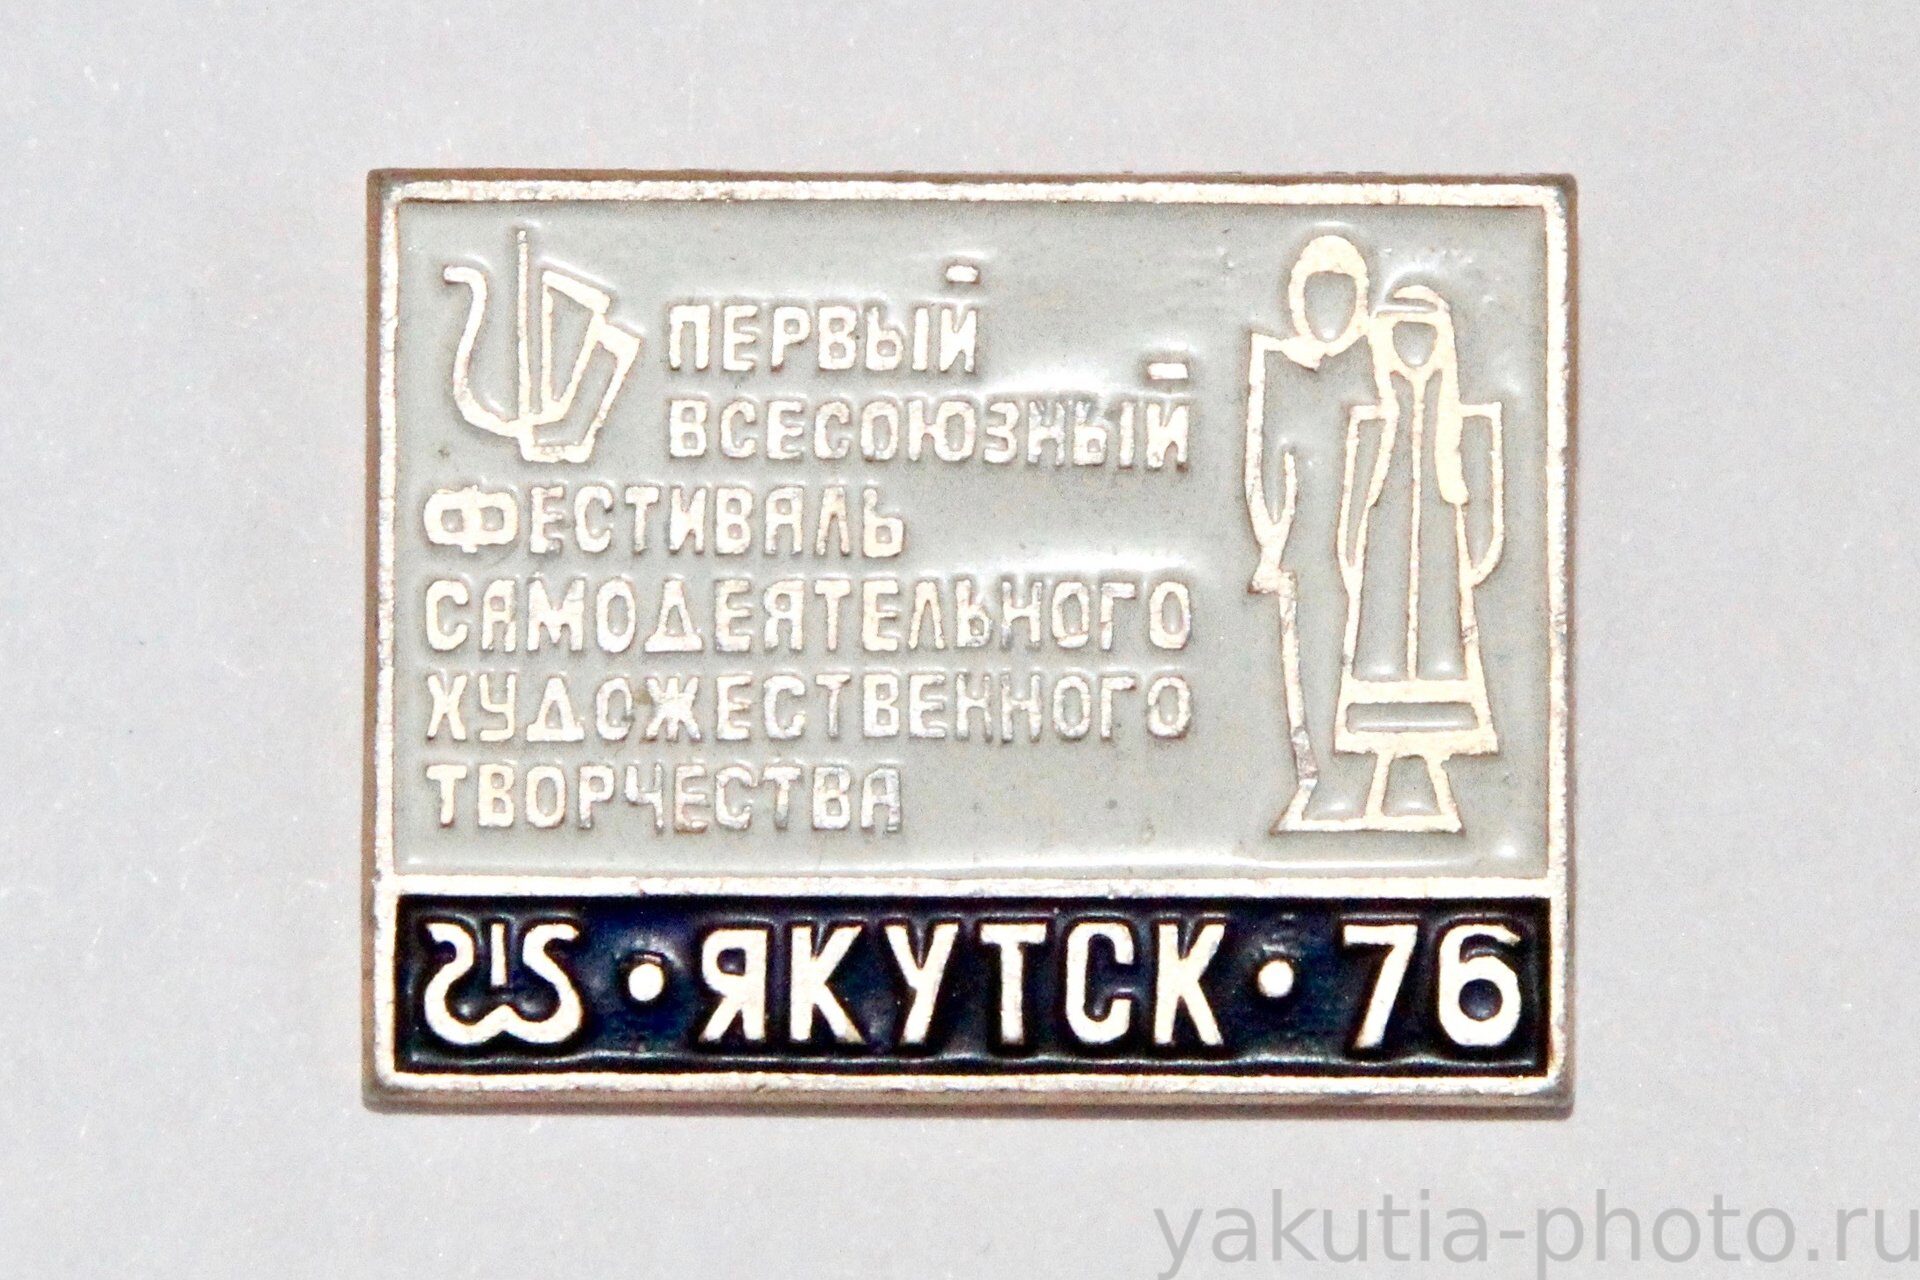 ПЕРВЫЙ
ВСЕСОЮЗНЫЙ
ФЕСТИВАЛЬ
САМОДЕЯТЕЛЬНОГО
ХУДОЖЕСТВЕННОГО
ТВОРЧЕСТВА
• ЯКУТСК • 76
yakutia-photo.ru